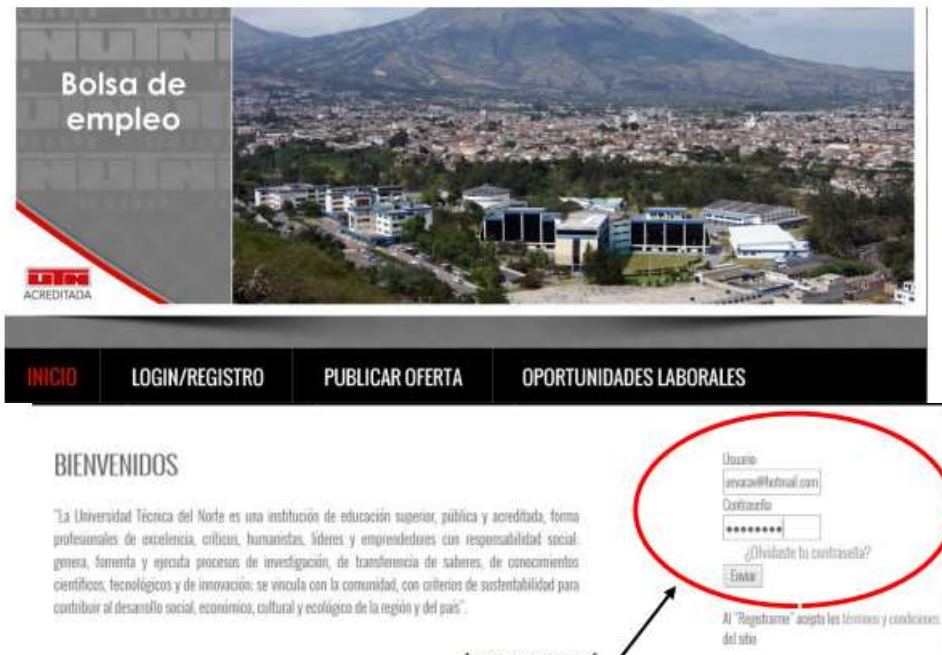 Bolsa de
empleo
UTN
ACREDITADA
INICIO
LOGIN/REGISTRO
PUBLICAR OFERTA
OPORTUNIDADES LABORALES
BIENVENIDOS
"La Universidad Técnica del Norte es una institución de educación superior, pública y acreditada, forma
profesionales de excelencia, críticos, humanistas, líderes y emprendedores con responsabilidad social:
genera, fomenta y ejecuta procesos de investigación, de transferencia de saberes, de conocimientos
científicos, tecnológicos y de innovación: se vincula con la comunidad, con criterios de sustentabilidad para
contribuir al desarrollo social, económico, cultural y ecológico de la región y del país".
Usuario
uevarav@hotmail.com
Contraseña
¿Olvidaste tu contraseña?
Enviar
Al "Registrarme" acepto los términos y condiciones
del sitio